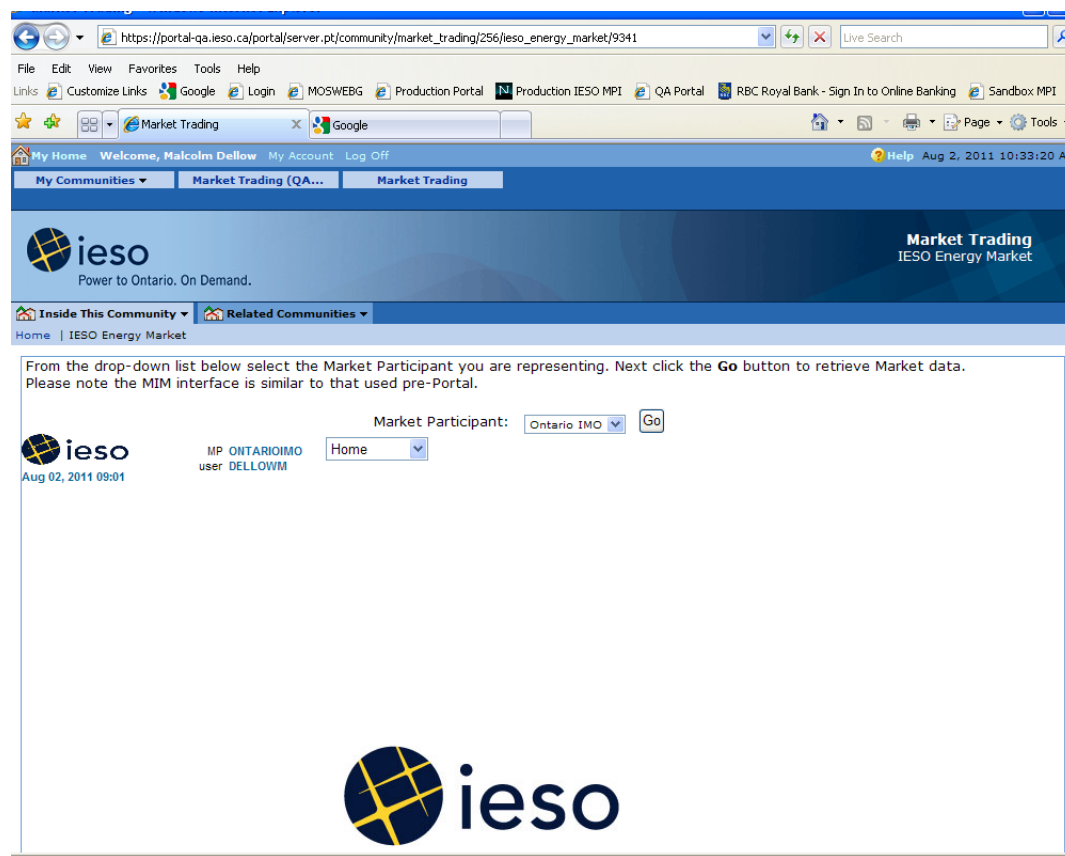 https://portal-qa.ieso.ca/portal/server.pt/community/market_trading/256/ieso_energy_market/9341 Live Search
File Edit View Favorites Tools Help
Links Customize Links Google Login MOSWEBG Production Portal Production IESO MPI QA Portal RBC Royal Bank - Sign In to Online Banking Sandbox MPI
Market Trading X Google Page Tools
My Home Welcome, Malcolm Dellow My Account Log Off Help Aug 2, 2011 10:33:20 A
My Communities Market Trading (QA... Market Trading
ieso
Power to Ontario. On Demand.
Market Trading
IESO Energy Market
Inside This Community Related Communities
Home | IESO Energy Market
From the drop-down list below select the Market Participant you are representing. Next click the Go button to retrieve Market data.
Please note the MIM interface is similar to that used pre-Portal.
Market Participant: Ontario IMO Go
ieso MP ONTARIOIMO Home
user DELLOWM
Aug 02, 2011 09:01
ieso